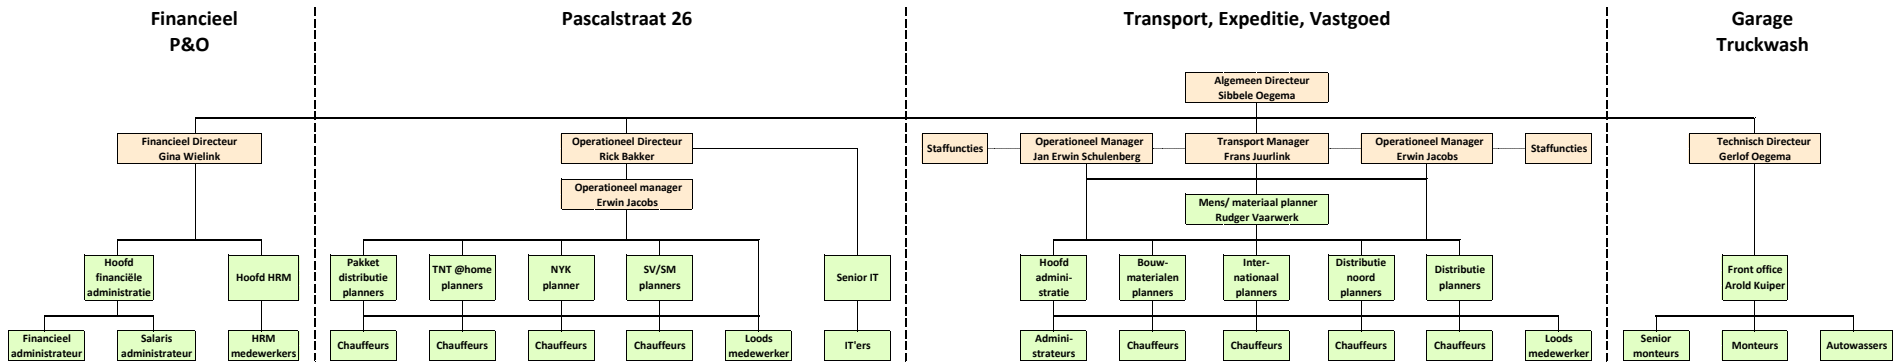 Financieel
P&O
Pascalstraat 26
Transport, Expeditie, Vastgoed
Garage
Truckwash
Algemeen Directeur
Sibbele Oegema
Financieel Directeur
Gina Wielink
Operationeel Directeur
Rick Bakker
Staffuncties
Operationeel Manager
Jan Erwin Schulenberg
Transport Manager
Frans Juurlink
Operationeel Manager
Erwin Jacobs
Staffuncties
Technisch Directeur
Gerlof Oegema
Operationeel manager
Erwin Jacobs
Mens/ materiaal planner
Rudger Vaarwerk
Hoofd
financiële
administratie
Hoofd HRM
Pakket
distributie
planners
TNT @home
planners
NYK
planner
SV/SM
planners
Senior IT
Hoofd
admini-
stratie
Bouw-
materialen
planners
Inter-
nationaal
planners
Distributie
noord
planners
Distributie
planners
Front office
Arold Kuiper
Financieel
administrateur
Salaris
administrateur
HRM
medewerkers
Chauffeurs
Chauffeurs
Chauffeurs
Chauffeurs
Loods
medewerker
IT'ers
Admini-
strateurs
Chauffeurs
Chauffeurs
Chauffeurs
Chauffeurs
Loods
medewerker
Senior
monteurs
Monteurs
Autowassers